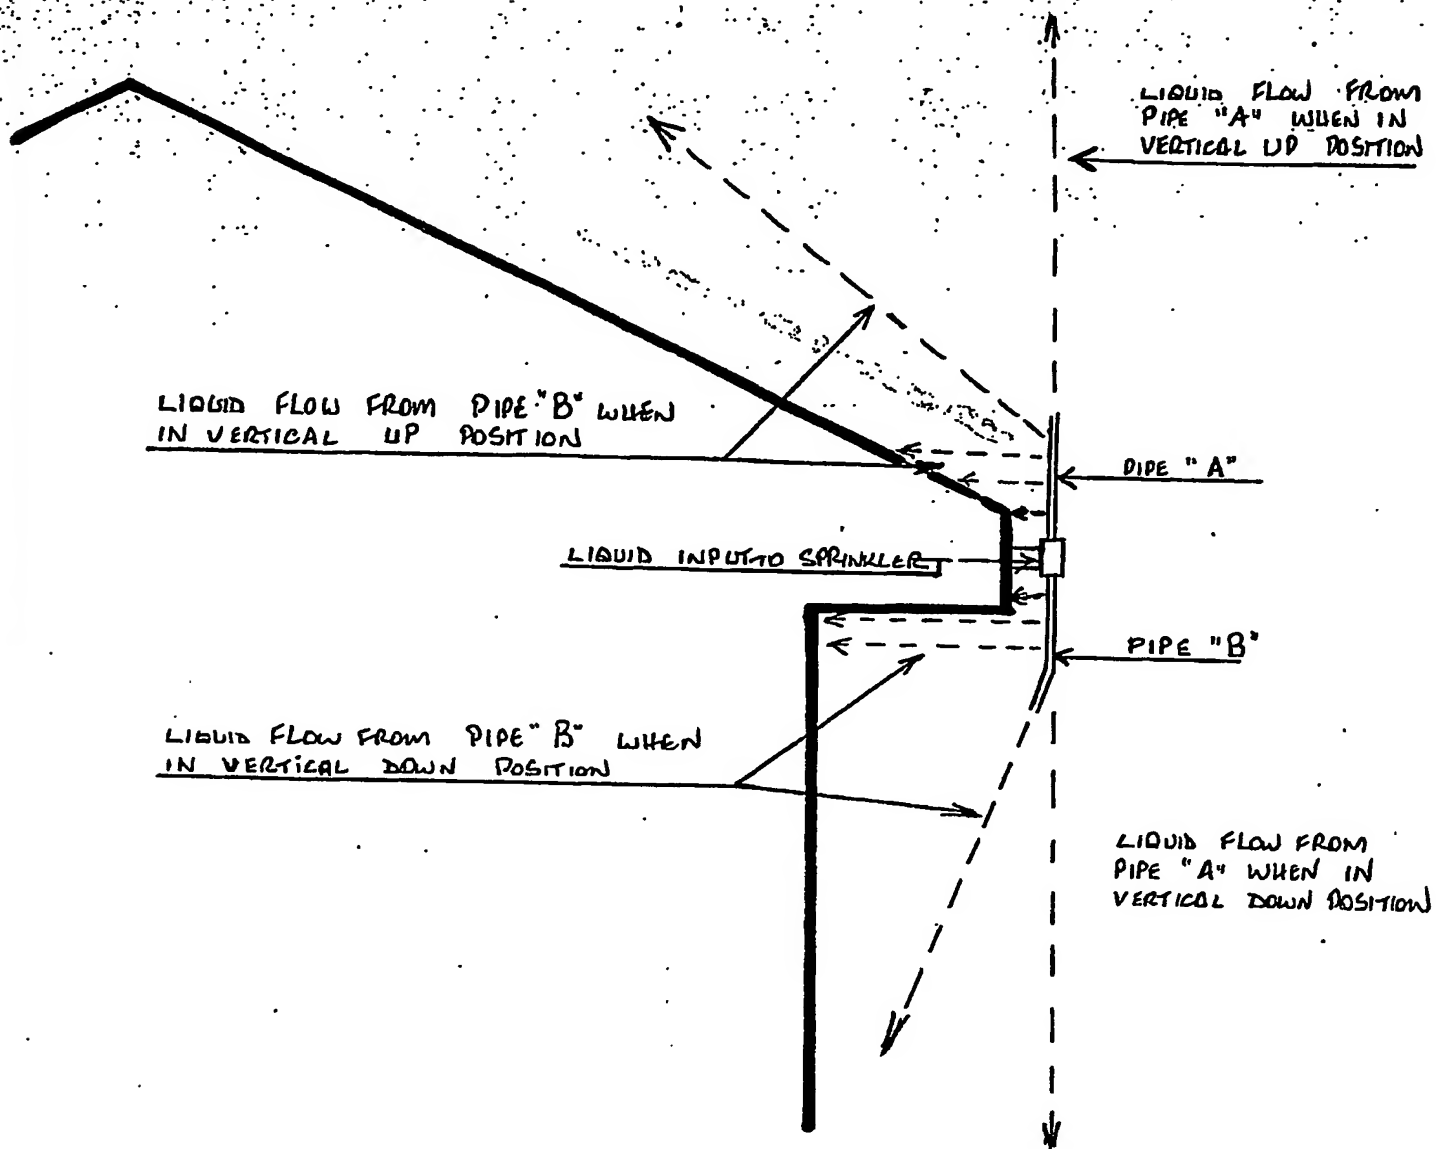 LIQUID FLOW FROM
PIPE "A" WHEN IN
VERTICAL UP POSITION
LIQUID FLOW FROM PIPE "B" WHEN
IN VERTICAL UP POSITION
PIPE "A"
LIQUID INPUT TO SPRINKLER
PIPE "B"
LIQUID FLOW FROM PIPE "B" WHEN
IN VERTICAL DOWN POSITION
LIQUID FLOW FROM
PIPE "A" WHEN IN
VERTICAL DOWN POSITION